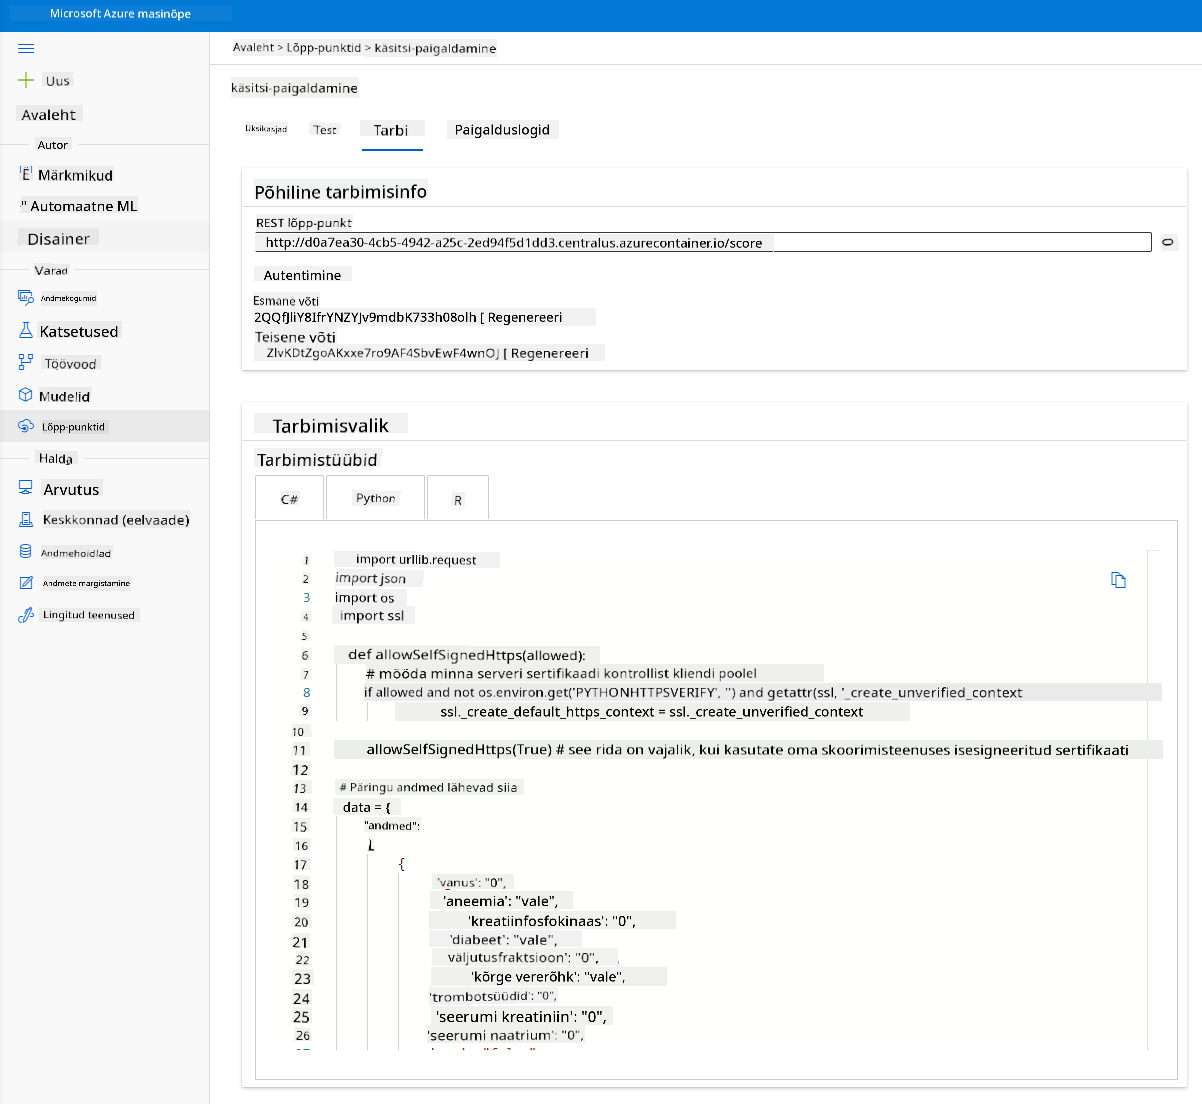 Microsoft Azure masinõpe
Avaleht > Lõpp-punktid > käsitsi-paigaldamine
Uus
Avaleht
Autor
Märkmikud
Automaatne ML
Disainer
Varad
Andmekogumid
Katsetused
Töövood
Mudelid
Lõpp-punktid
Halda
Arvutus
Keskkonnad (eelvaade)
Andmehoidlad
Andmete märgistamine
Lingitud teenused
käsitsi-paigaldamine
Üksikasjad
Test
Tarbi
Paigalduslogid
Põhiline tarbimisinfo
REST lõpp-punkt
http://d0a7ea30-4cb5-4942-a25c-2ed94f5d1dd3.centralus.azurecontainer.io/score
Autentimine
Esmane võti
2QQfJliY8IfrYNZYJv9mdbK733h08olh [ Regenereeri
Teisene võti
ZlvKDtZgoAKxxe7ro9AF4SbvEwF4wnOJ [ Regenereeri
Tarbimisvalik
Tarbimistüübid
C#
Python
R
1 import urllib.request
2 import json
3 import os
4 import ssl
5
6 def allowSelfSignedHttps(allowed):
7 # mööda minna serveri sertifikaadi kontrollist kliendi poolel
8 if allowed and not os.environ.get('PYTHONHTTPSVERIFY', '') and getattr(ssl, '_create_unverified_context
9 ssl._create_default_https_context = ssl._create_unverified_context
10
11 allowSelfSignedHttps(True) # see rida on vajalik, kui kasutate oma skoorimisteenuses isesigneeritud sertifikaati
12
13 # Päringu andmed lähevad siia
14 data = {
15 "andmed":
16 [
17 {
18 'vanus': "0",
19 'aneemia': "vale",
20 'kreatiinfosfokinaas': "0",
21 'diabeet': "vale",
22 väljutusfraktsioon': "0",
23 'kõrge vererõhk': "vale",
24 'trombotsüüdid': "0",
25 'seerumi kreatiniin': "0",
26 'seerumi naatrium': "0",